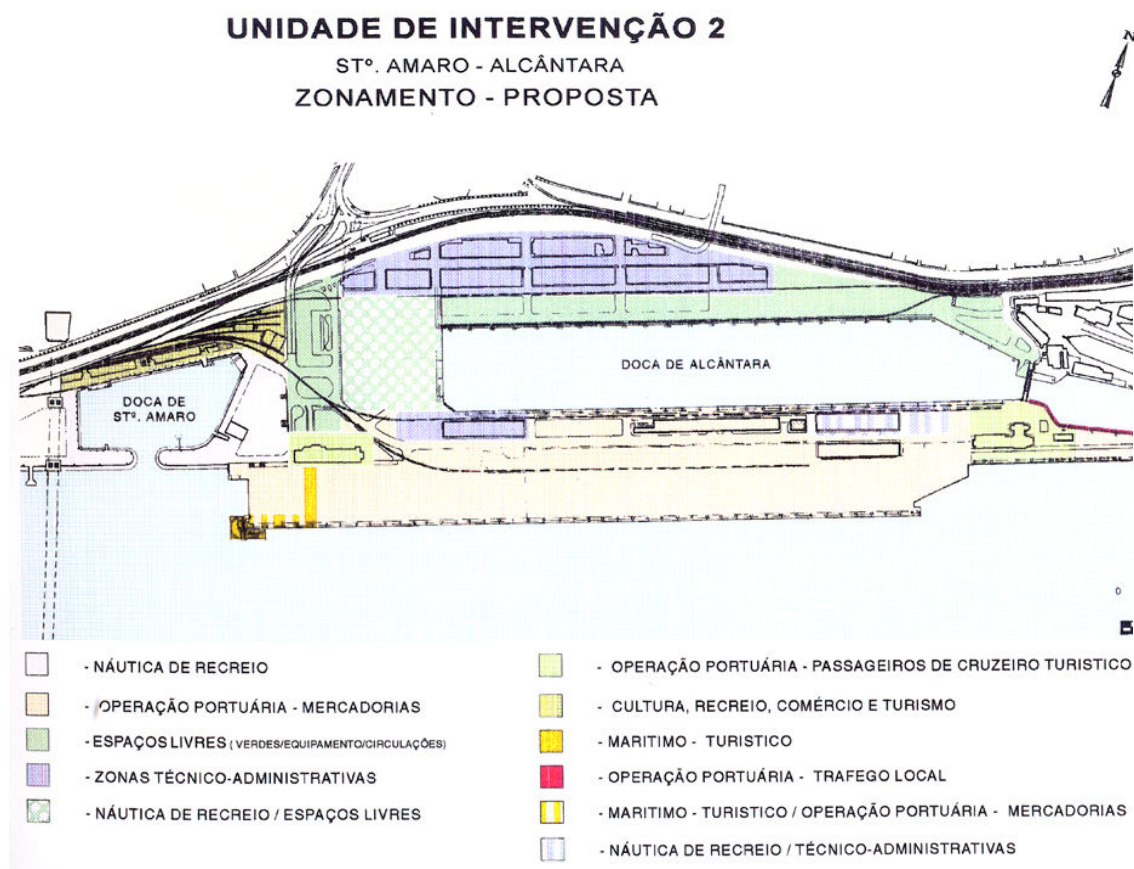 UNIDADE DE INTERVENÇÃO 2
STº. AMARO - ALCÂNTARA
ZONAMENTO - PROPOSTA
N
DOCA DE ALCÂNTARA
DOCA DE
STº. AMARO
0
- NÁUTICA DE RECREIO
- OPERAÇÃO PORTUÁRIA - MERCADORIAS
- ESPAÇOS LIVRES ( VERDES/EQUIPAMENTO/CIRCULAÇÕES)
- ZONAS TÉCNICO-ADMINISTRATIVAS
- NÁUTICA DE RECREIO / ESPAÇOS LIVRES
- OPERAÇÃO PORTUÁRIA - PASSAGEIROS DE CRUZEIRO TURISTICO
- CULTURA, RECREIO, COMÉRCIO E TURISMO
- MARITIMO - TURISTICO
- OPERAÇÃO PORTUÁRIA - TRAFEGO LOCAL
- MARITIMO - TURISTICO / OPERAÇÃO PORTUÁRIA - MERCADORIAS
- NÁUTICA DE RECREIO / TÉCNICO-ADMINISTRATIVAS